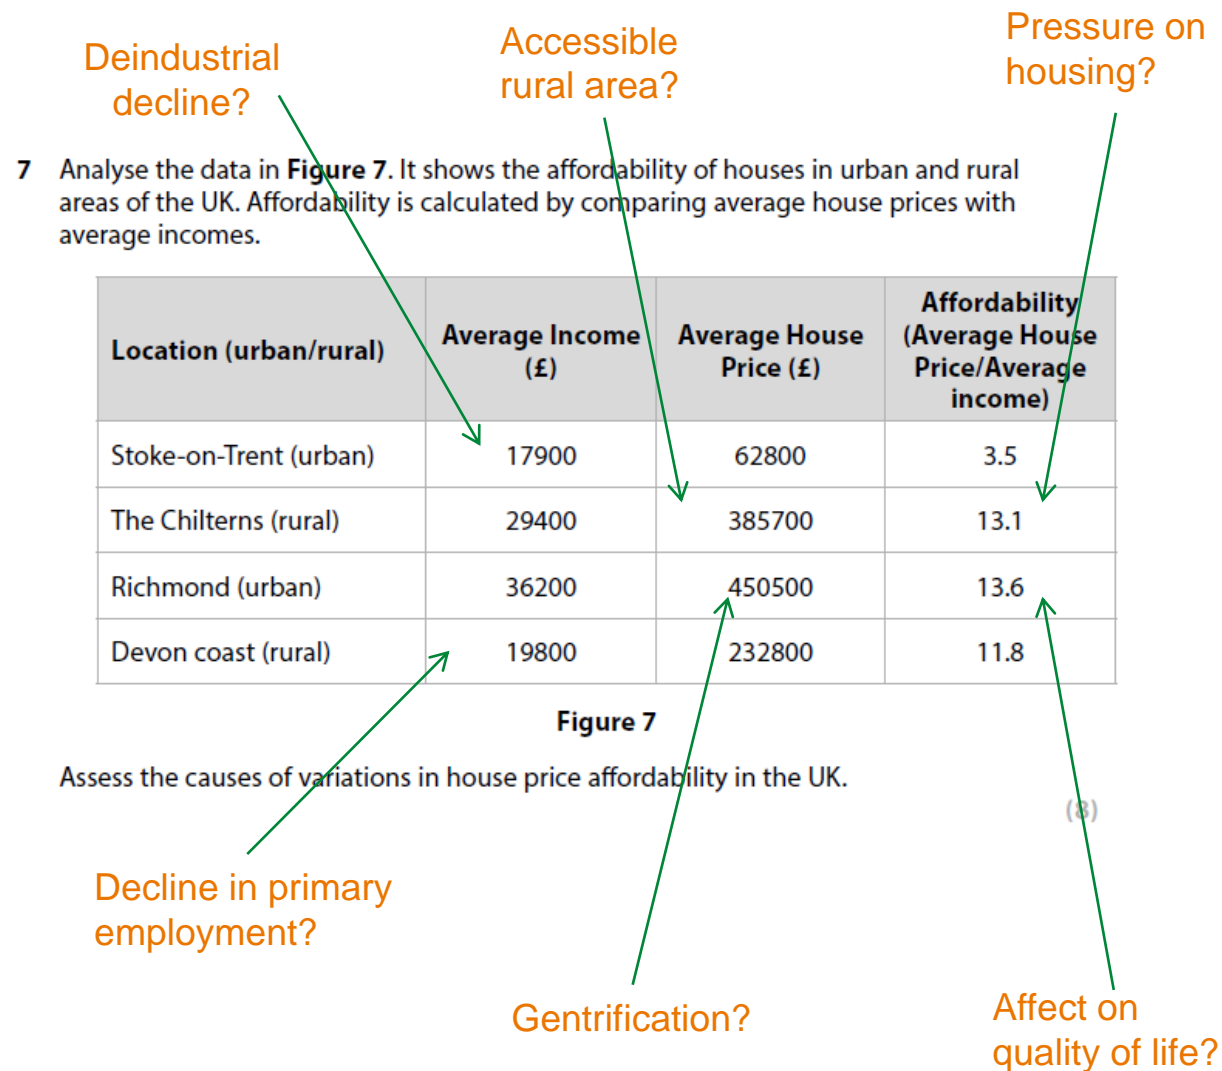 Deindustrial
decline?
Accessible
rural area?
Pressure on
housing?
7 Analyse the data in Figure 7. It shows the affordability of houses in urban and rural
areas of the UK. Affordability is calculated by comparing average house prices with
average incomes.
Location (urban/rural) Average Income (£) Average House Price (£) Affordability (Average House Price/Average income)
Stoke-on-Trent (urban) 17900 62800 3.5
The Chilterns (rural) 29400 385700 13.1
Richmond (urban) 36200 450500 13.6
Devon coast (rural) 19800 232800 11.8
Figure 7
Assess the causes of variations in house price affordability in the UK.
(8)
Decline in primary
employment?
Gentrification?
Affect on
quality of life?